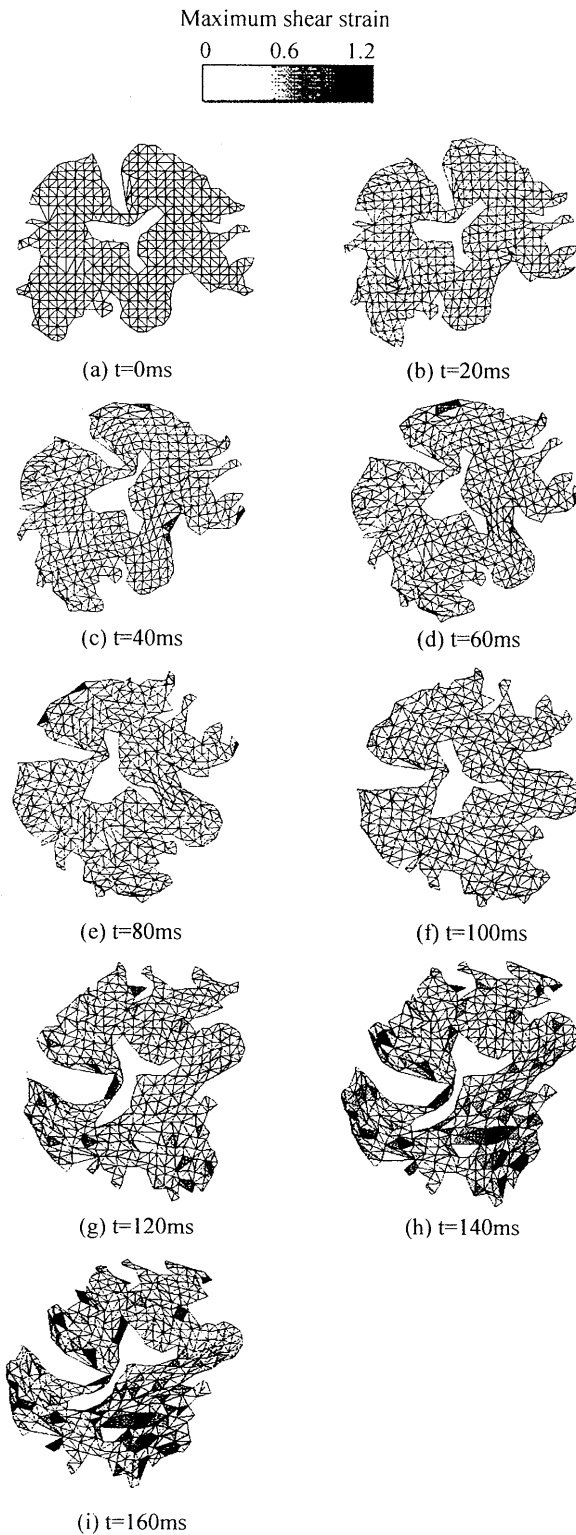 Maximum shear strain
0 0.6 1.2
(a) t=0ms
(b) t=20ms
(c) t=40ms
(d) t=60ms
(e) t=80ms
(f) t=100ms
(g) t=120ms
(h) t=140ms
(i) t=160ms